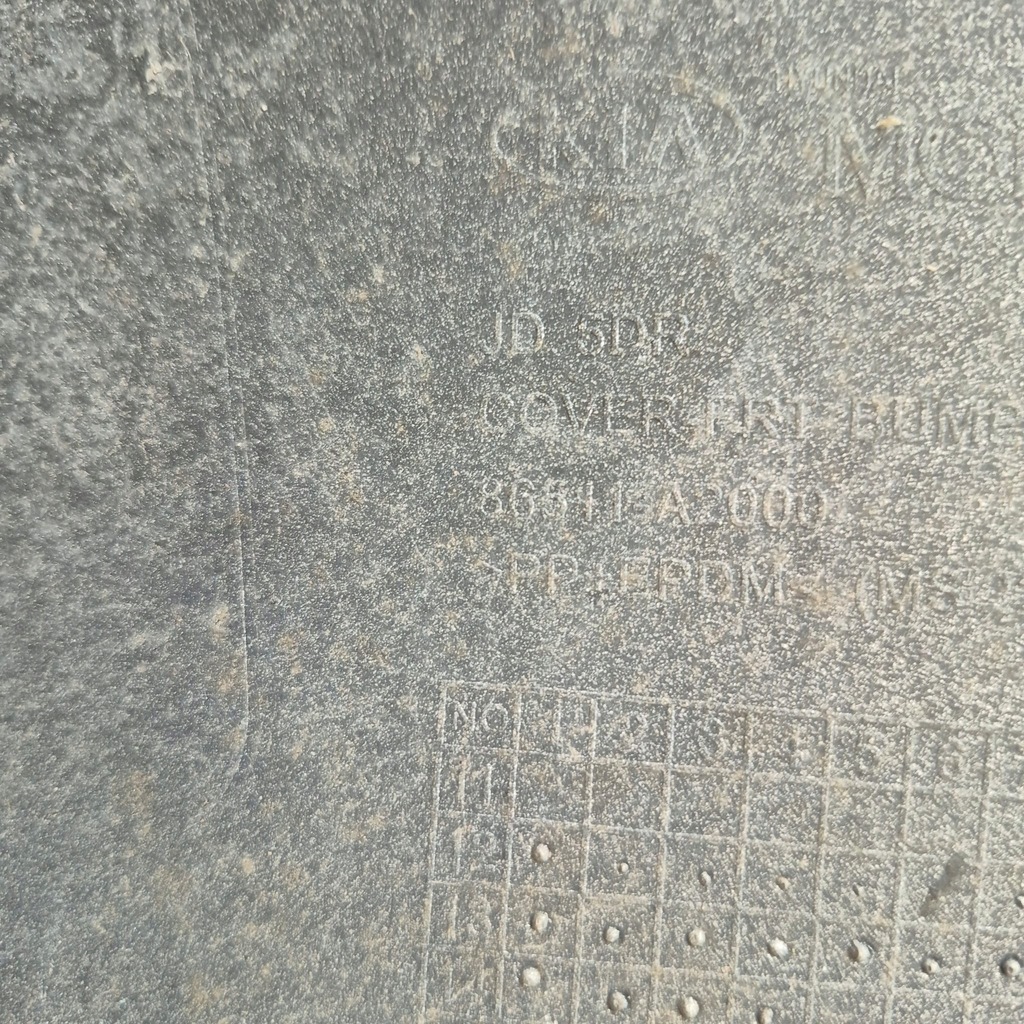 KIA MO
JD 5DR
COVER-FRT BUMP
86511-A2000
>PP+EPDM< (MS
NO 1 2 3 4 5 6
11
12
13